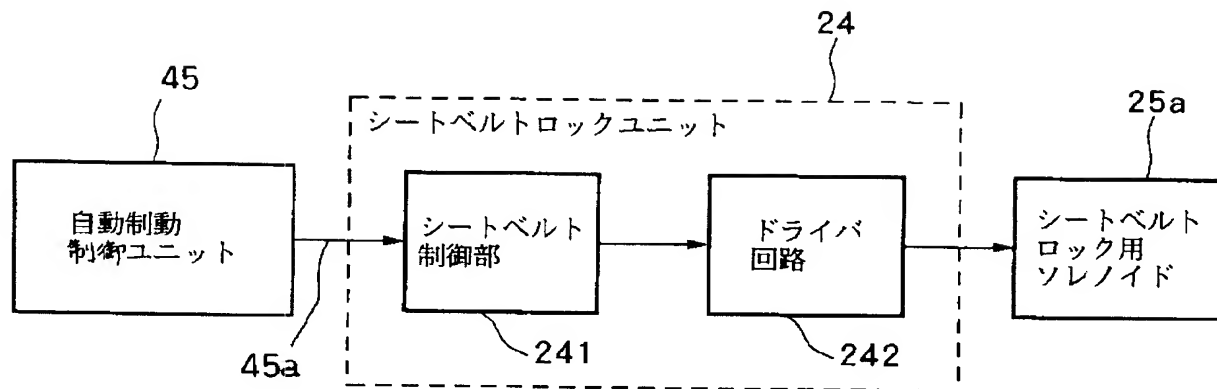 24
45
25a
シートベルトロックユニット
自動制動
制御ユニット
シートベルト
制御部
ドライバ
回路
シートベルト
ロック用
ソレノイド
45a
241
242